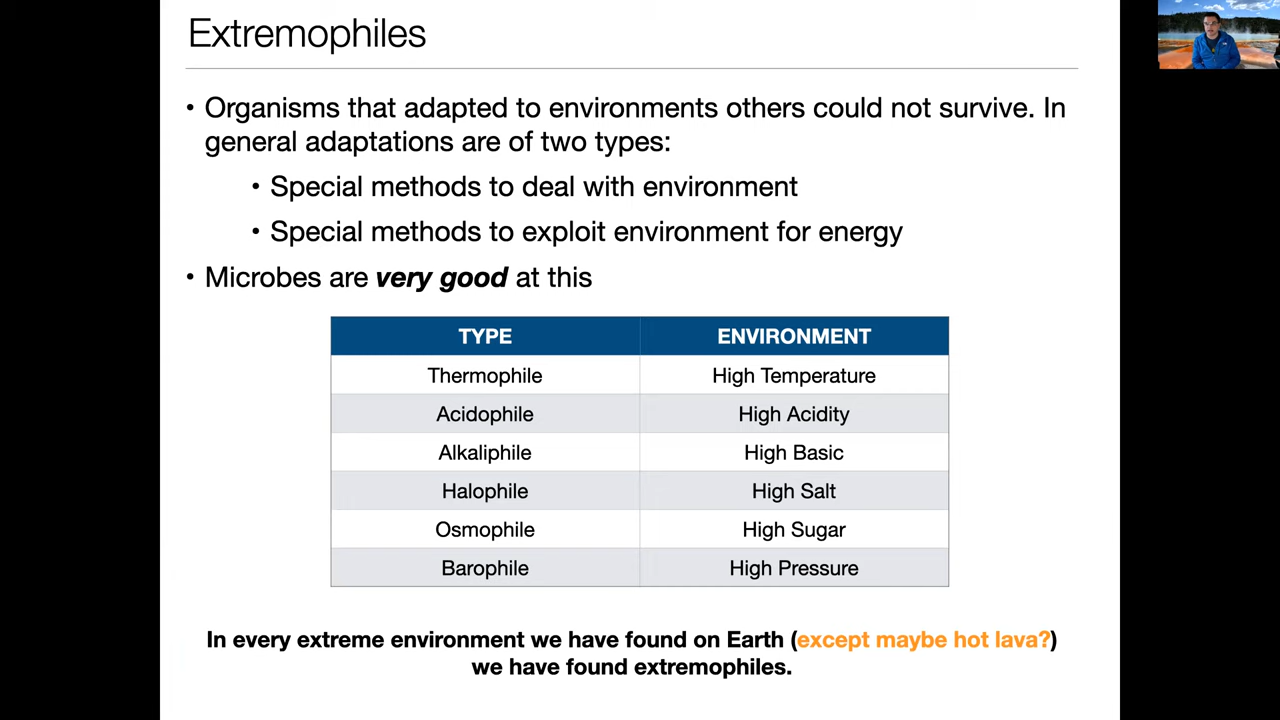 Extremophiles
• Organisms that adapted to environments others could not survive. In
general adaptations are of two types:
• Special methods to deal with environment
• Special methods to exploit environment for energy
• Microbes are very good at this
TYPE ENVIRONMENT
Thermophile High Temperature
Acidophile High Acidity
Alkaliphile High Basic
Halophile High Salt
Osmophile High Sugar
Barophile High Pressure
In every extreme environment we have found on Earth (except maybe hot lava?)
we have found extremophiles.